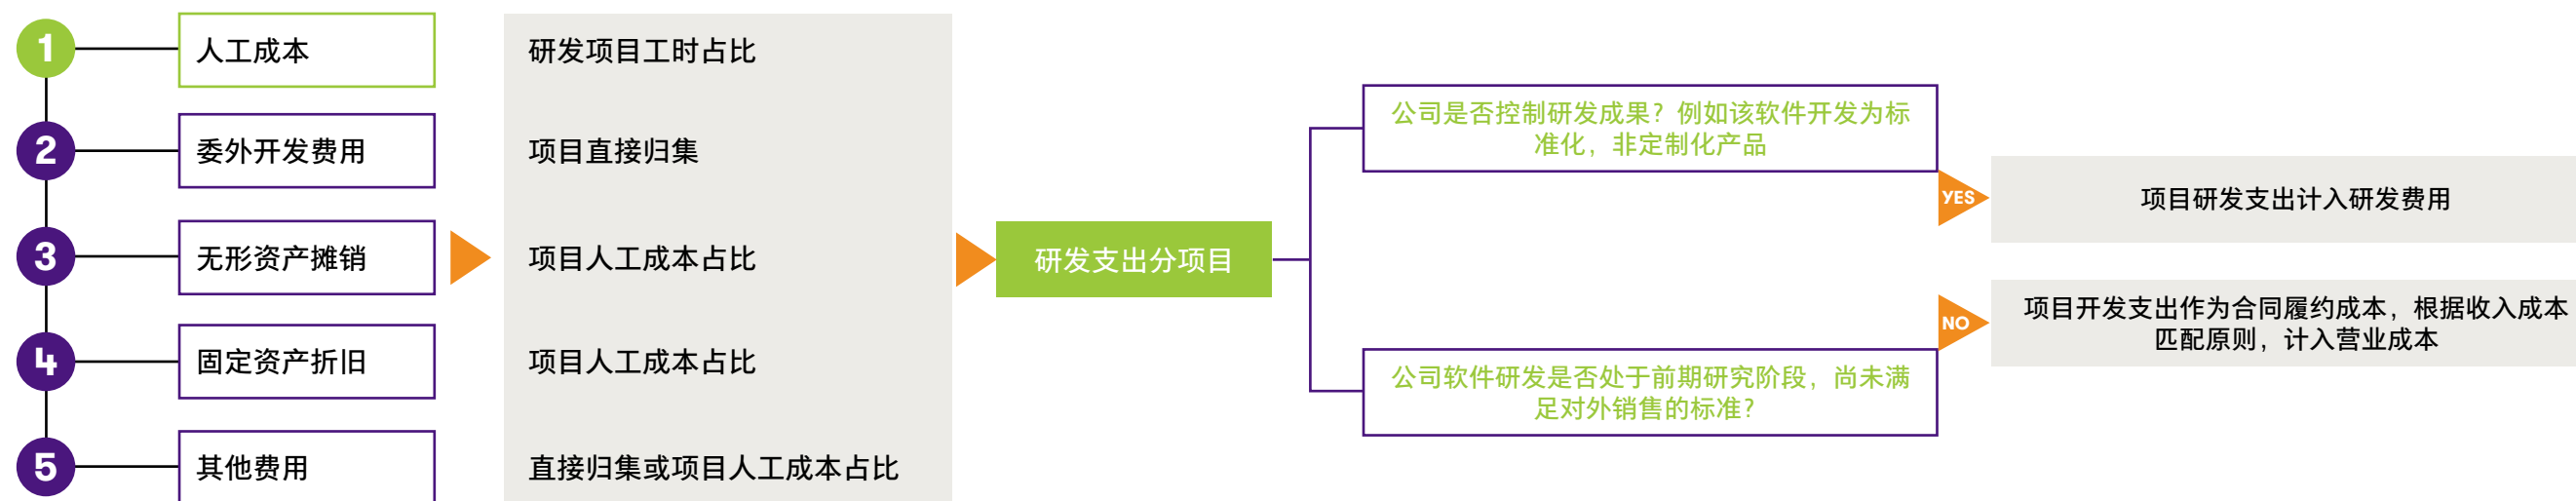 1
人工成本
研发项目工时占比
2
委外开发费用
项目直接归集
3
无形资产摊销
项目人工成本占比
4
固定资产折旧
项目人工成本占比
5
其他费用
直接归集或项目人工成本占比
研发支出分项目
公司是否控制研发成果？例如该软件开发为标
准化，非定制化产品
公司软件研发是否处于前期研究阶段，尚未满
足对外销售的标准？
YES
项目研发支出计入研发费用
NO
项目开发支出作为合同履约成本，根据收入成本
匹配原则，计入营业成本